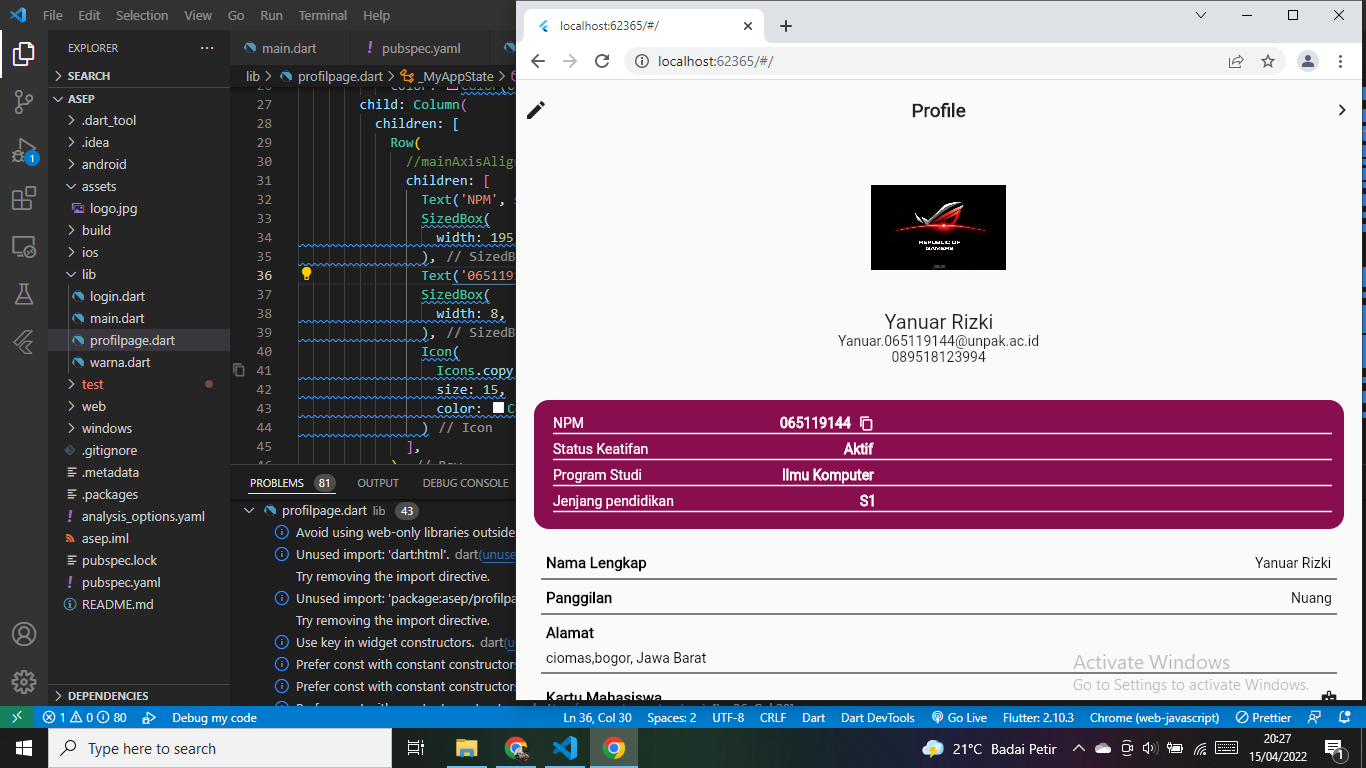 File Edit Selection View Go Run Terminal Help
EXPLORER
SEARCH
ASEP
.dart_tool
.idea
android
assets
logo.jpg
build
ios
lib
login.dart
main.dart
profilpage.dart
warna.dart
test
web
windows
.gitignore
.metadata
.packages
analysis_options.yaml
asep.iml
pubspec.lock
pubspec.yaml
README.md
DEPENDENCIES
main.dart pubspec.yaml
lib profilpage.dart _MyAppState
27 child: Column(
28 children: [
29 Row(
30 //mainAxisAlign
31 children: [
32 Text('NPM',
33 SizedBox(
34 width: 195
35 ), // SizedB
36 Text('065119
37 SizedBox(
38 width: 8,
39 ), // SizedB
40 Icon(
41 Icons.copy
42 size: 15,
43 color: C
44 ) // Icon
45 ],
PROBLEMS 81 OUTPUT DEBUG CONSOLE
profilpage.dart lib 43
Avoid using web-only libraries outside
Unused import: 'dart:html'. dart(unuse
Try removing the import directive.
Unused import: 'package:asep/profilpa
Try removing the import directive.
Use key in widget constructors. dart(u
Prefer const with constant constructors
Prefer const with constant constructors
localhost:62365/#/
localhost:62365/#/
Profile
REPUBLIC OF
GAMERS
Yanuar Rizki
Yanuar.065119144@unpak.ac.id
089518123994
NPM 065119144
Status Keatifan Aktif
Program Studi Ilmu Komputer
Jenjang pendidikan S1
Nama Lengkap Yanuar Rizki
Panggilan Nuang
Alamat
ciomas,bogor, Jawa Barat
Kartu Mahasiswa
Activate Windows
Go to Settings to activate Windows.
1 0 80 Debug my code Ln 36, Col 30 Spaces: 2 UTF-8 CRLF Dart Dart DevTools Go Live Flutter: 2.10.3 Chrome (web-javascript) Prettier
Type here to search 21°C Badai Petir 20:27
15/04/2022 1